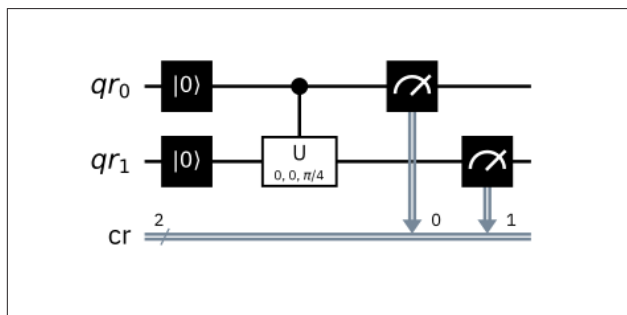 qr₀ |0⟩
qr₁ |0⟩ U
0, 0, π/4
cr 2 0 1